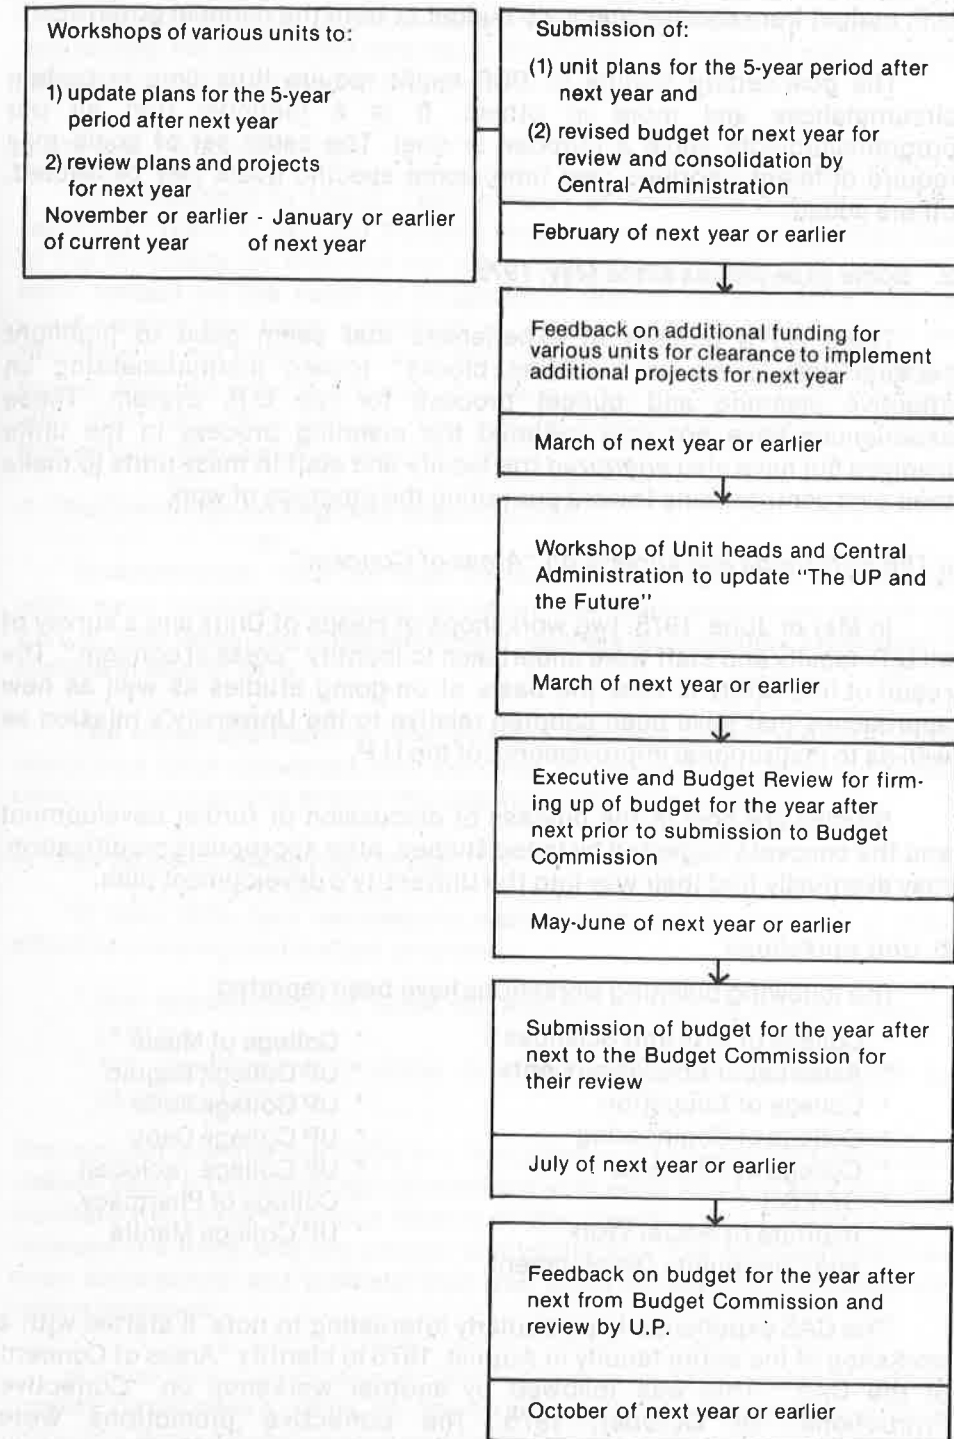 Workshops of various units to:
1) update plans for the 5-year
period after next year
2) review plans and projects
for next year
November or earlier - January or earlier
of current year of next year
Submission of:
(1) unit plans for the 5-year period after
next year and
(2) revised budget for next year for
review and consolidation by
Central Administration
February of next year or earlier
Feedback on additional funding for
various units for clearance to implement
additional projects for next year
March of next year or earlier
Workshop of Unit heads and Central
Administration to update “The UP and
the Future”
March of next year or earlier
Executive and Budget Review for firm-
ing up of budget for the year after
next prior to submission to Budget
Commission
May-June of next year or earlier
Submission of budget for the year after
next to the Budget Commission for
their review
July of next year or earlier
Feedback on budget for the year after
next from Budget Commission and
review by U.P.
October of next year or earlier